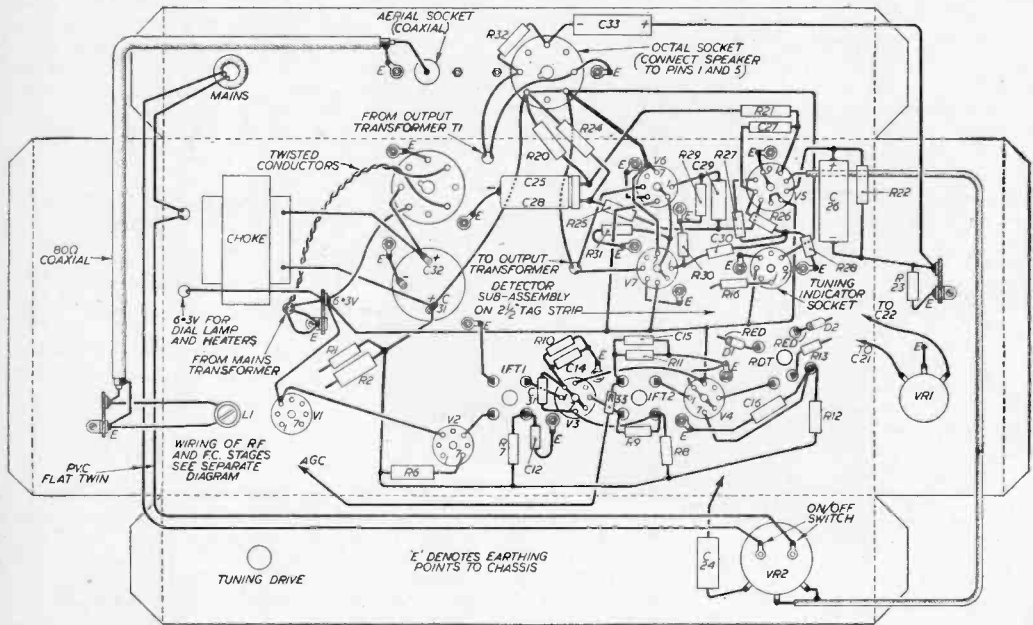 AERIAL SOCKET
(COAXIAL)
E
R32
C33
OCTAL SOCKET
(CONNECT SPEAKER
TO PINS 1 AND 5)
E
MAINS
FROM OUTPUT
TRANSFORMER T1
TWISTED
CONDUCTORS
R20
R24
R21
C27
V6
R29
C29
R27
V5
C
26
R22
C25
C28
E
R25
R26
R31
C30
R28
CHOKE
80Ω
COAXIAL
C32
E
C
31
TO OUTPUT
TRANSFORMER
V7
R30
R16
DETECTOR
SUB-ASSEMBLY
ON 2½" TAG STRIP
TUNING
INDICATOR
SOCKET
R
23
E
6·3V
6·3V FOR
DIAL LAMP
AND HEATERS
FROM MAINS
TRANSFORMER
E
TO
C22
TO
C21
E
VR1
R1
R2
E
IFT1
R10
C14
C15
R11
RED
D1
RED
D2
RDT
R13
L1
E
V1
V2
V3
R33
IFT2
V4
C16
R12
WIRING OF R.F.
AND F.C. STAGES
SEE SEPARATE
DIAGRAM
PVC
FLAT TWIN
AGC
R6
R
7
C12
R9
R8
ON/OFF
SWITCH
TUNING DRIVE
'E' DENOTES EARTHING
POINTS TO CHASSIS
C
24
VR2